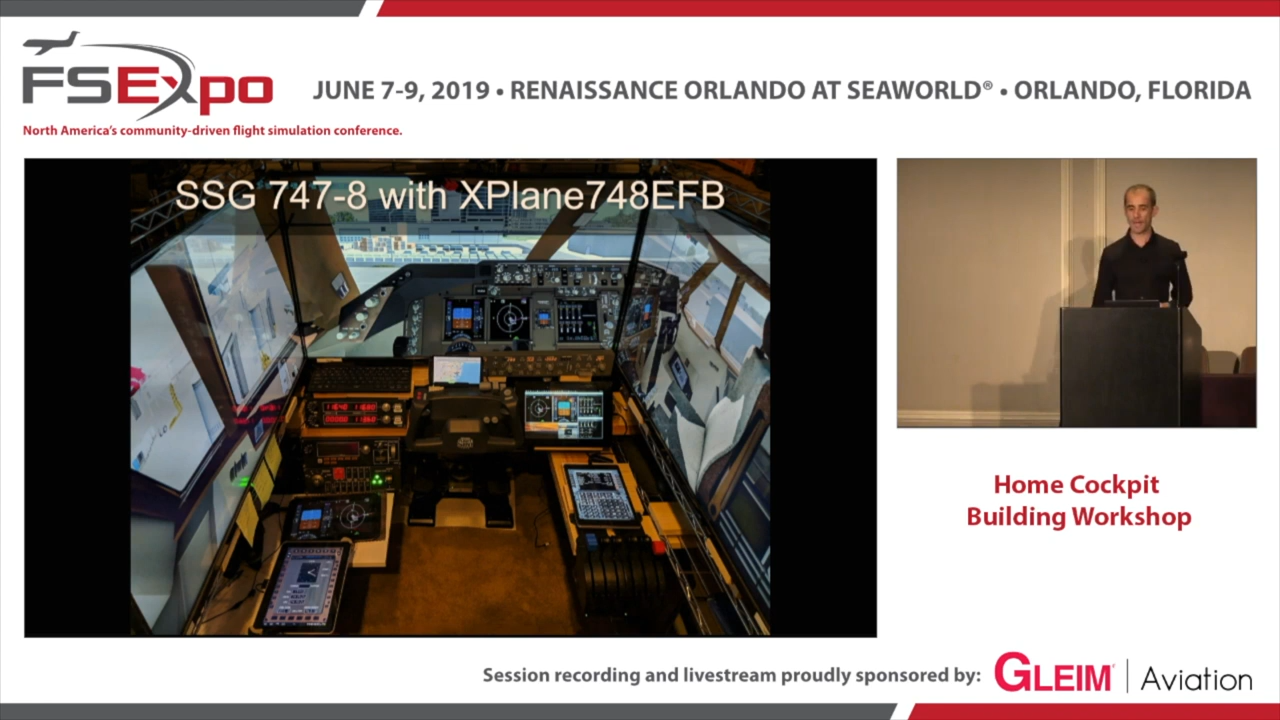 FSExpo
JUNE 7-9, 2019 • RENAISSANCE ORLANDO AT SEAWORLD® • ORLANDO, FLORIDA
North America's community-driven flight simulation conference.
SSG 747-8 with XPlane748EFB
Home Cockpit
Building Workshop
Session recording and livestream proudly sponsored by:
GLEIM | Aviation